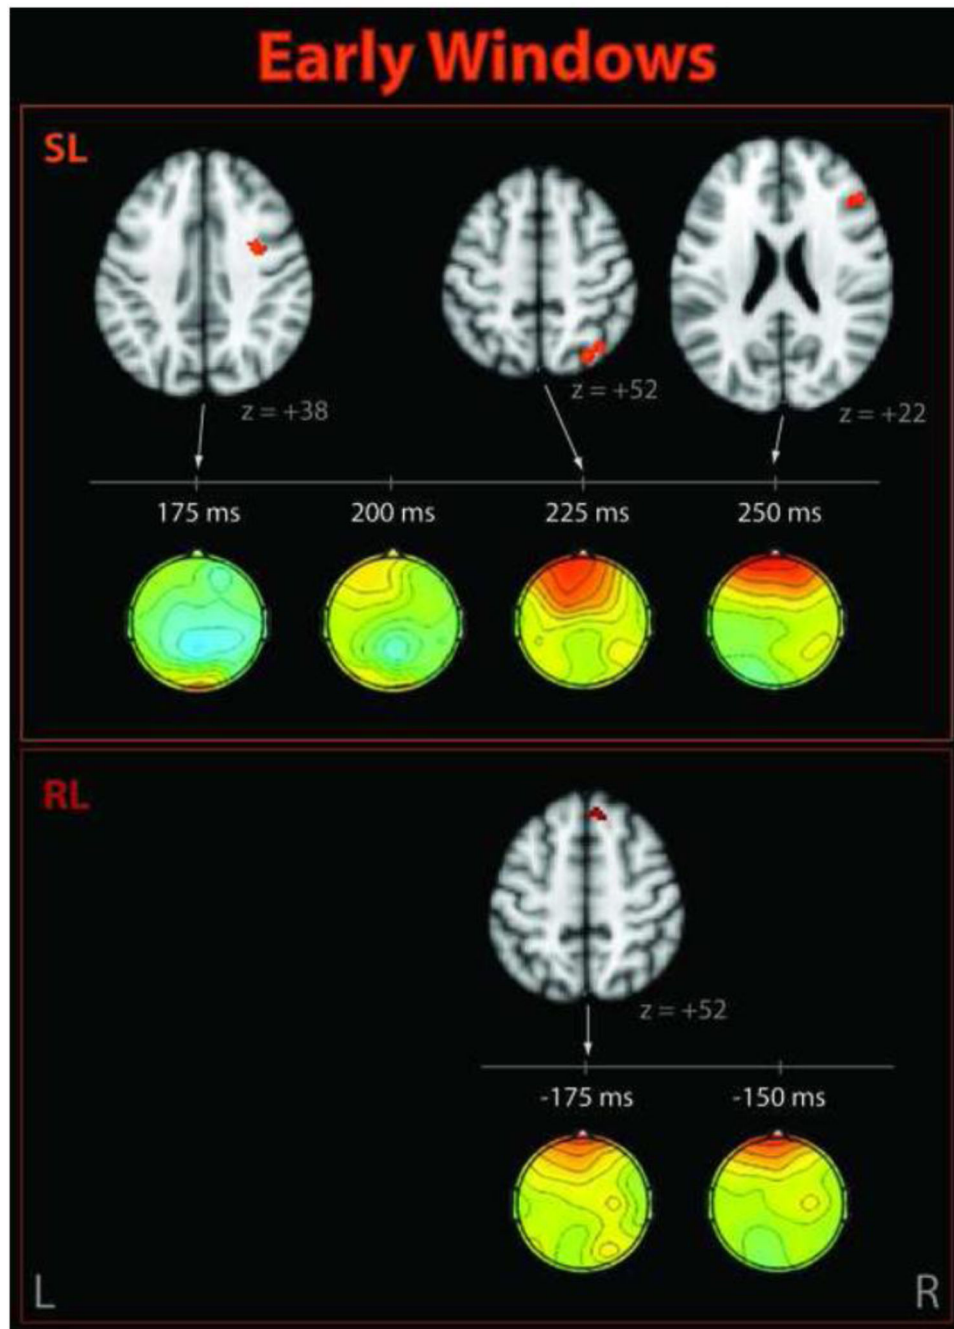 Early Windows
SL
z = +38
z = +52
z = +22
175 ms
200 ms
225 ms
250 ms
RL
z = +52
-175 ms
-150 ms
L
R